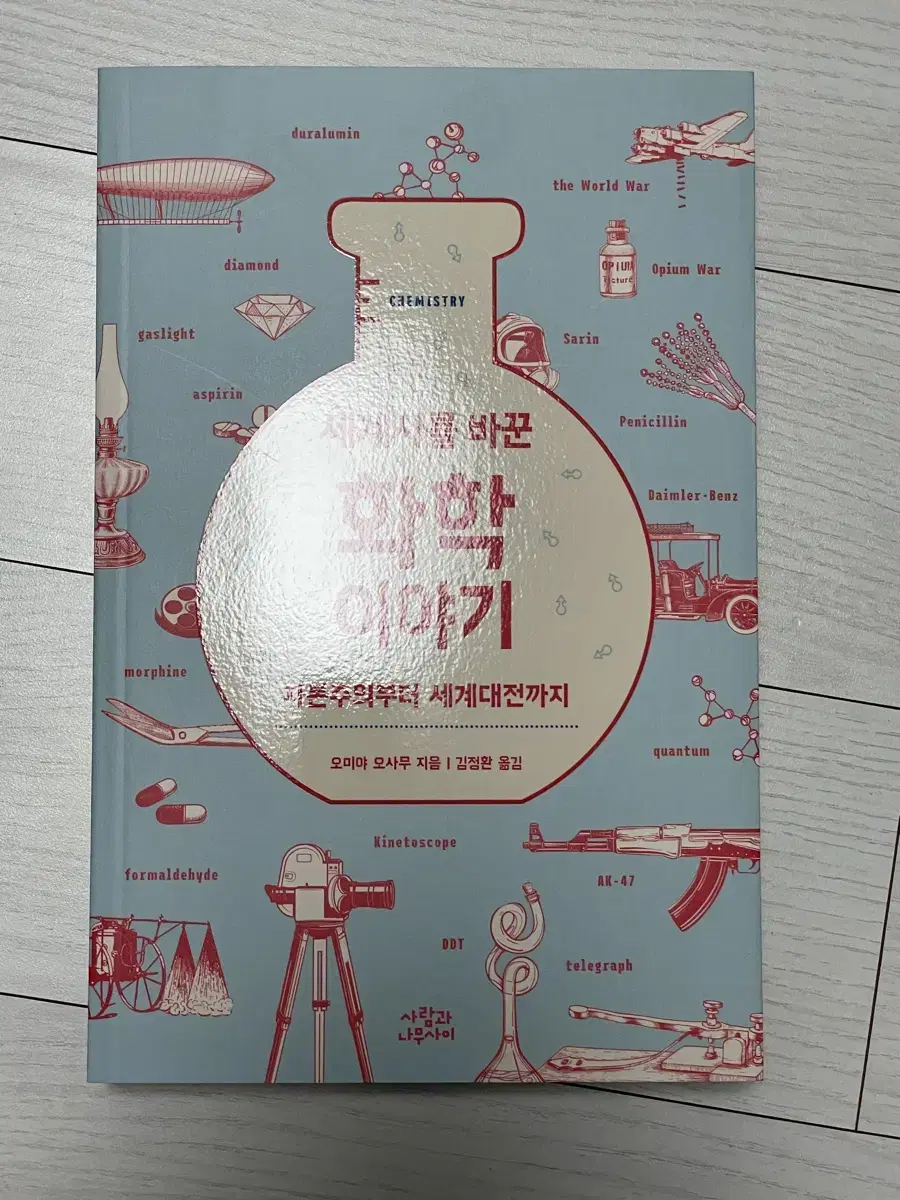 duralumin
the World War
diamond
OPIUM
Opium War
CHEMISTRY
gaslight
Sarin
aspirin
세계사를 바꾼
Penicillin
화학
Daimler-Benz
이야기
morphine
자본주의부터 세계대전까지
quantum
오미야 오사무 지음 | 김정환 옮김
Kinetoscope
formaldehyde
AK-47
DDT
telegraph
사람과
나무사이